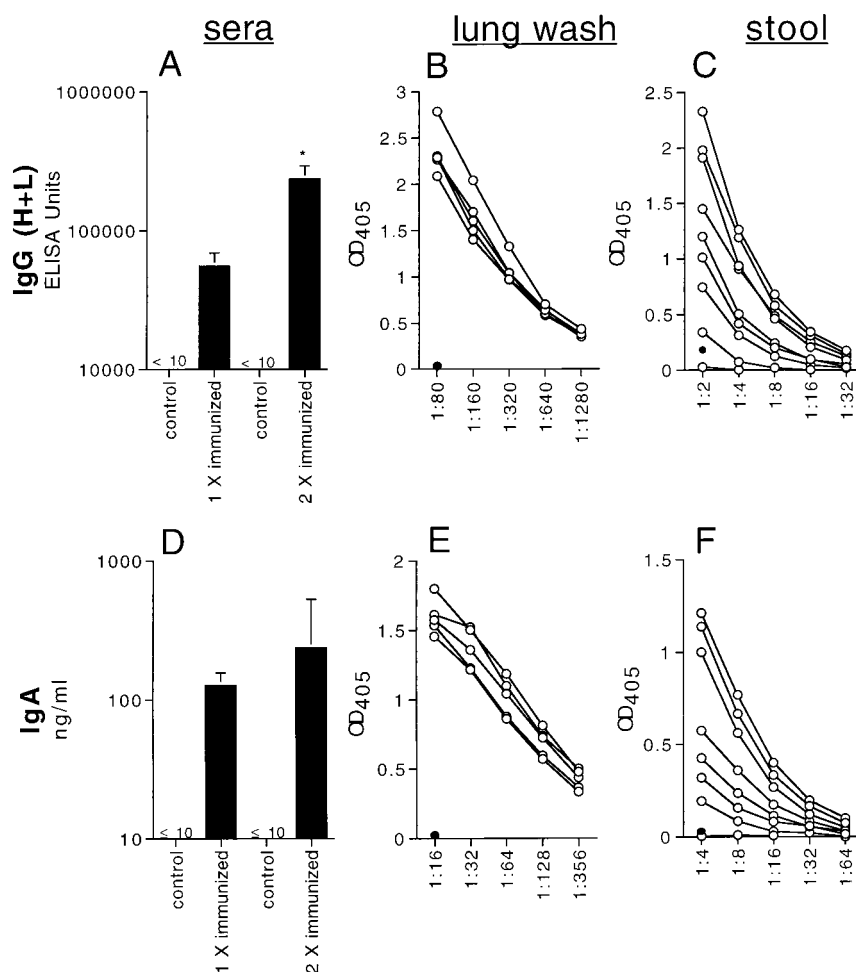 sera
lung wash
stool
A
IgG (H+L)
ELISA Units
1000000
100000
10000
< 10
< 10
*
control
1 X immunized
control
2 X immunized
B
OD405
3
2.5
2
1.5
1
0.5
0
1:80
1:160
1:320
1:640
1:1280
C
OD405
2.5
2
1.5
1
0.5
0
1:2
1:4
1:8
1:16
1:32
D
IgA
ng/ml
1000
100
10
< 10
< 10
control
1 X immunized
control
2 X immunized
E
OD405
2
1.5
1
0.5
0
1:16
1:32
1:64
1:128
1:356
F
OD405
1.5
1
0.5
0
1:4
1:8
1:16
1:32
1:64